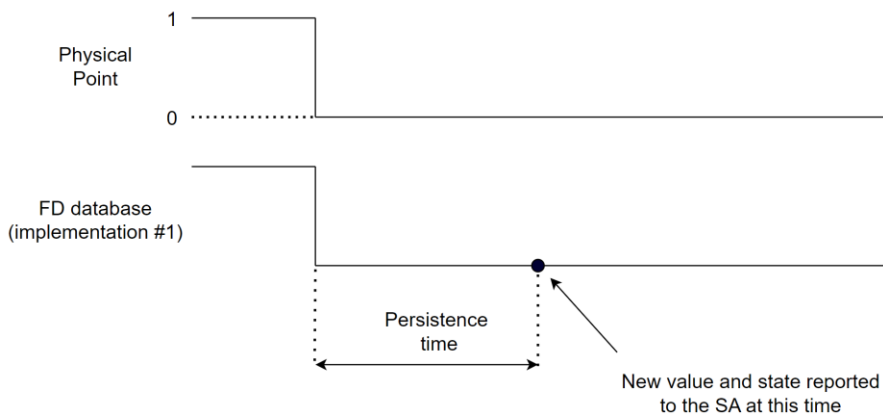 1
Physical
Point
0
FD database
(implementation #1)
Persistence
time
New value and state reported
to the SA at this time